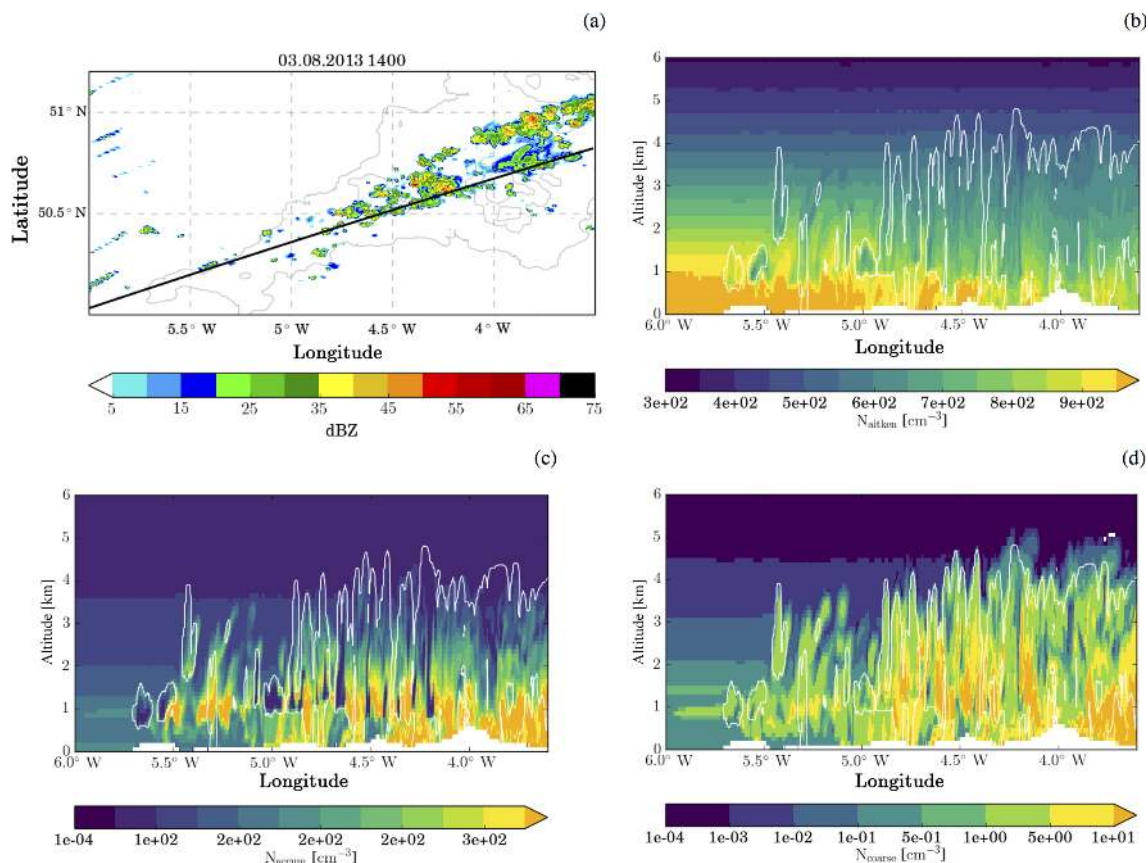 (a)
03.08.2013 1400
51° N
50.5° N
Latitude
5.5° W 5° W 4.5° W 4° W
Longitude
5 15 25 35 45 55 65 75
dBZ
(b)
6
5
4
3
2
1
0
Altitude [km]
6.0° W 5.5° W 5.0° W 4.5° W 4.0° W
Longitude
3e+02 4e+02 5e+02 6e+02 7e+02 8e+02 9e+02
N_aitken [cm⁻³]
(c)
6
5
4
3
2
1
0
Altitude [km]
6.0° W 5.5° W 5.0° W 4.5° W 4.0° W
Longitude
1e-04 1e+02 2e+02 2e+02 2e+02 3e+02
[cm⁻³]
(d)
6
5
4
3
2
1
0
Altitude [km]
6.0° W 5.5° W 5.0° W 4.5° W 4.0° W
Longitude
1e-04 1e-03 1e-02 1e-01 5e-01 1e+00 5e+00 1e+01
N_coarse [cm⁻³]